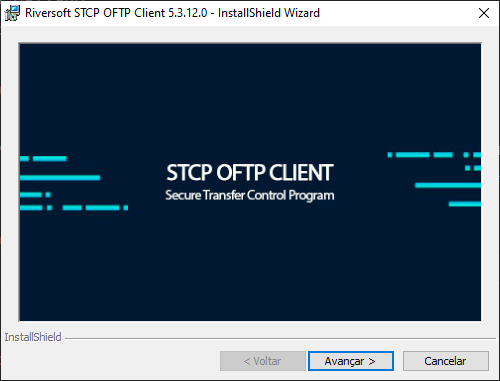 Riversoft STCP OFTP Client 5.3.12.0 - InstallShield Wizard
STCP OFTP CLIENT
Secure Transfer Control Program
InstallShield
< Voltar
Avançar >
Cancelar